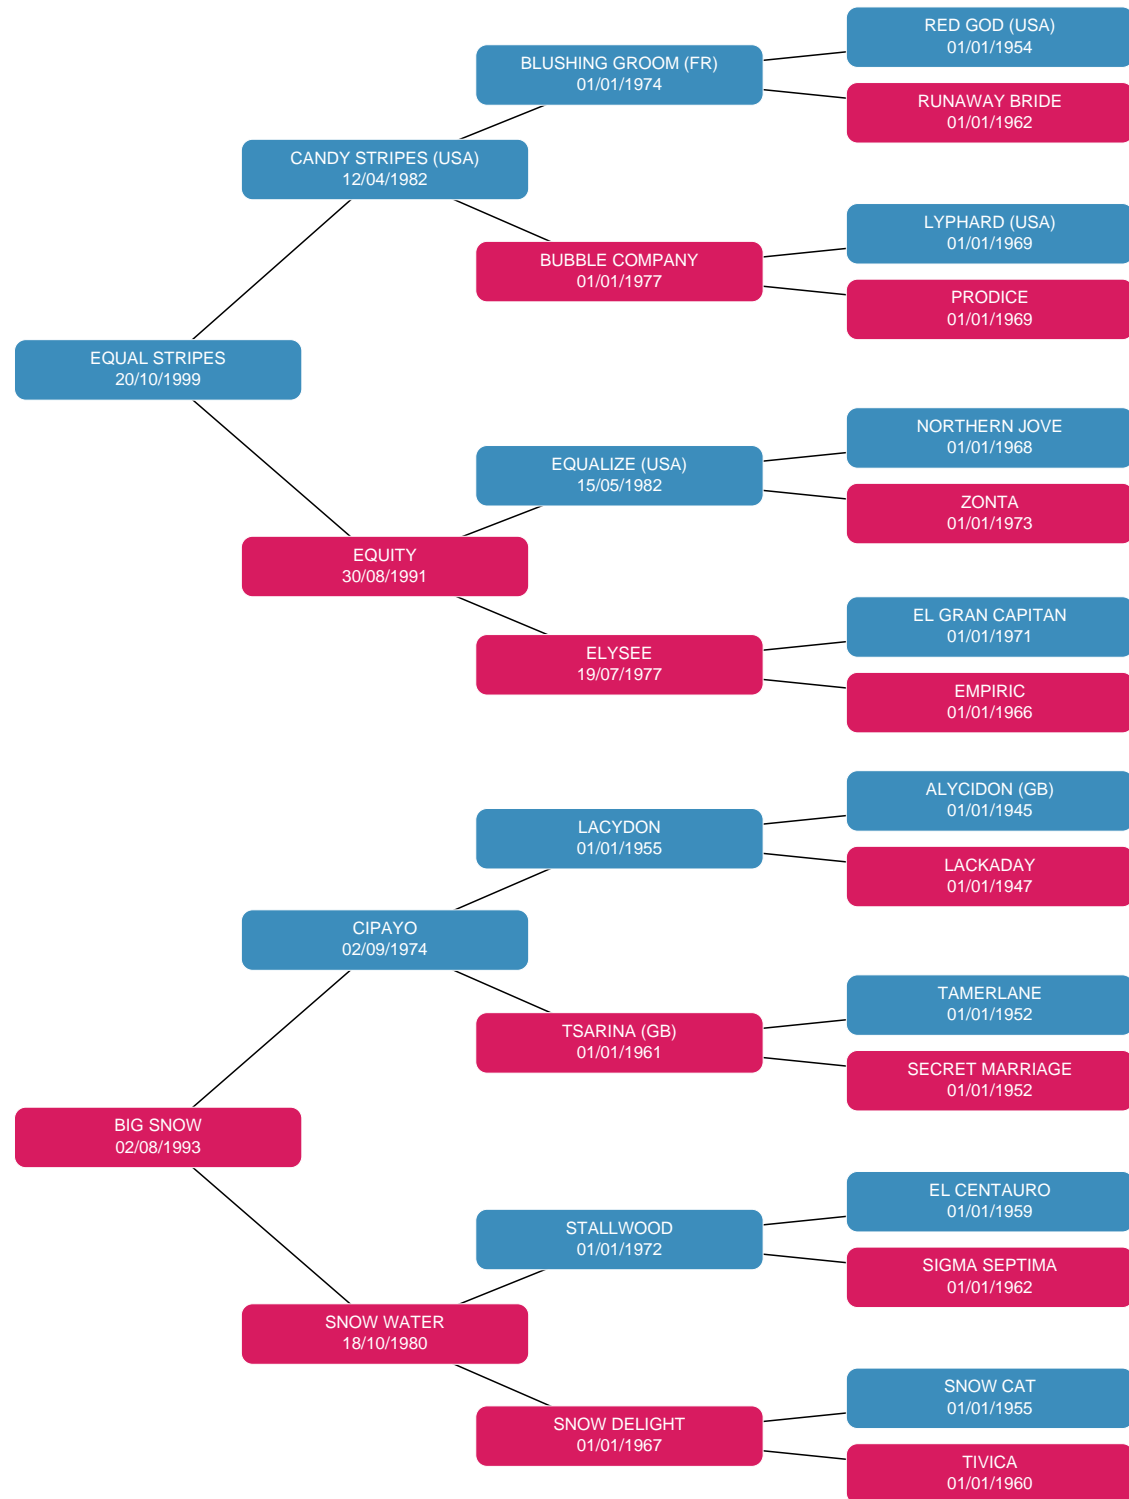 RED GOD (USA)
01/01/1954
BLUSHING GROOM (FR)
01/01/1974
RUNAWAY BRIDE
01/01/1962
CANDY STRIPES (USA)
12/04/1982
LYPHARD (USA)
01/01/1969
BUBBLE COMPANY
01/01/1977
PRODICE
01/01/1969
EQUAL STRIPES
20/10/1999
NORTHERN JOVE
01/01/1968
EQUALIZE (USA)
15/05/1982
ZONTA
01/01/1973
EQUITY
30/08/1991
EL GRAN CAPITAN
01/01/1971
ELYSEE
19/07/1977
EMPIRIC
01/01/1966
ALYCIDON (GB)
01/01/1945
LACYDON
01/01/1955
LACKADAY
01/01/1947
CIPAYO
02/09/1974
TAMERLANE
01/01/1952
TSARINA (GB)
01/01/1961
SECRET MARRIAGE
01/01/1952
BIG SNOW
02/08/1993
EL CENTAURO
01/01/1959
STALLWOOD
01/01/1972
SIGMA SEPTIMA
01/01/1962
SNOW WATER
18/10/1980
SNOW CAT
01/01/1955
SNOW DELIGHT
01/01/1967
TIVICA
01/01/1960